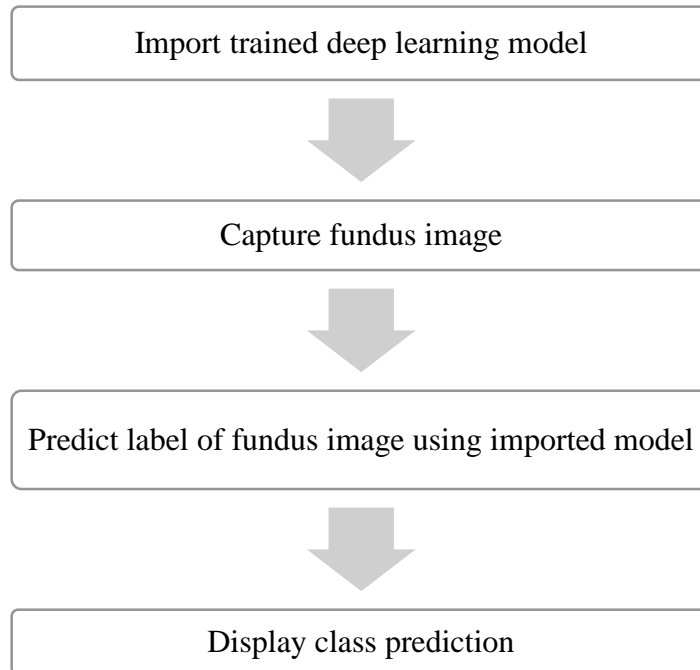 Import trained deep learning model
Capture fundus image
Predict label of fundus image using imported model
Display class prediction